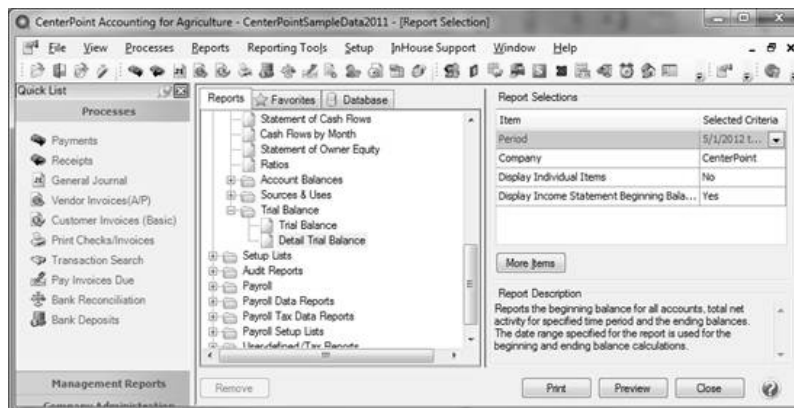 CenterPoint Accounting for Agriculture - CenterPointSampleData2011 - [Report Selection]
File View Processes Reports Reporting Tools Setup InHouse Support Window Help
Quick List
Processes
Payments
Receipts
General Journal
Vendor Invoices(A/P)
Customer Invoices (Basic)
Print Checks/Invoices
Transaction Search
Pay Invoices Due
Bank Reconciliation
Bank Deposits
Management Reports
Company Administration
Reports Favorites Database
Statement of Cash Flows
Cash Flows by Month
Statement of Owner Equity
Ratios
Account Balances
Sources & Uses
Trial Balance
Trial Balance
Detail Trial Balance
Setup Lists
Audit Reports
Payroll
Payroll Data Reports
Payroll Tax Data Reports
Payroll Setup Lists
User-defined/Tax Reports
Remove
Report Selections
Item Selected Criteria
Period 5/1/2012 t...
Company CenterPoint
Display Individual Items No
Display Income Statement Beginning Bala... Yes
More Items
Report Description
Reports the beginning balance for all accounts, total net
activity for specified time period and the ending balances.
The date range specified for the report is used for the
beginning and ending balance calculations.
Print Preview Close